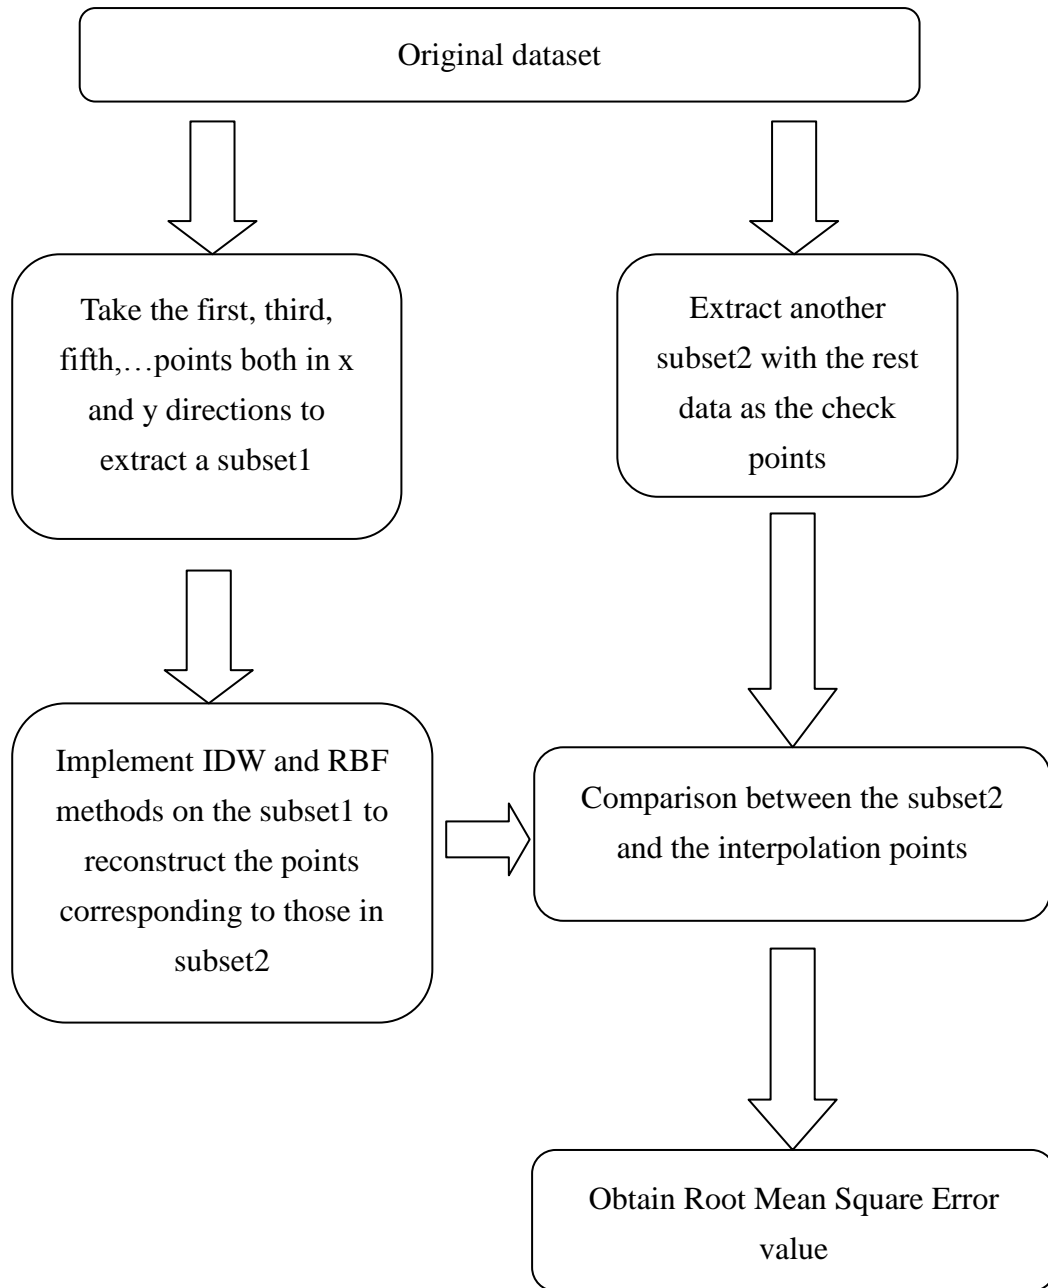 Original dataset
Take the first, third,
fifth,…points both in x
and y directions to
extract a subset1
Extract another
subset2 with the rest
data as the check
points
Implement IDW and RBF
methods on the subset1 to
reconstruct the points
corresponding to those in
subset2
Comparison between the subset2
and the interpolation points
Obtain Root Mean Square Error
value